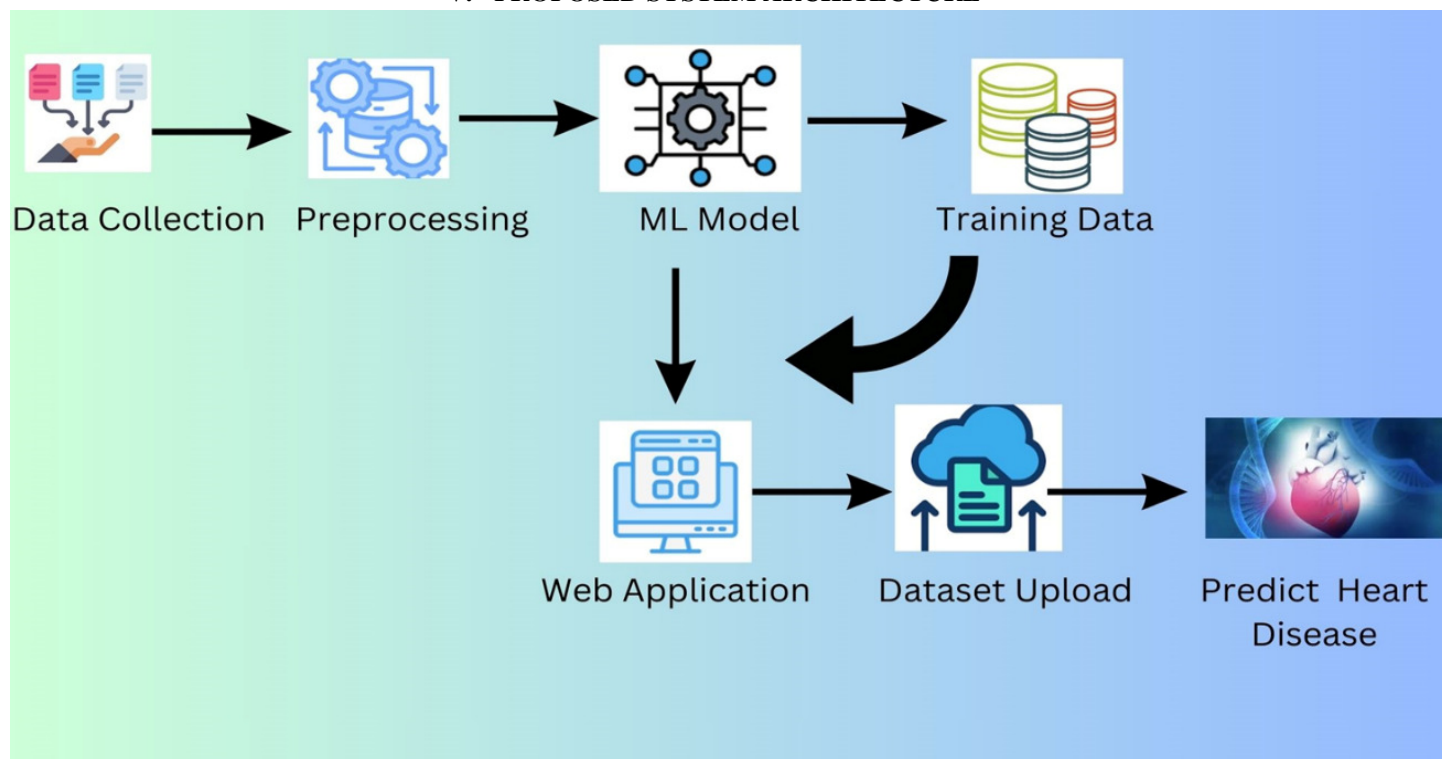 Data Collection
Preprocessing
ML Model
Training Data
Web Application
Dataset Upload
Predict Heart
Disease